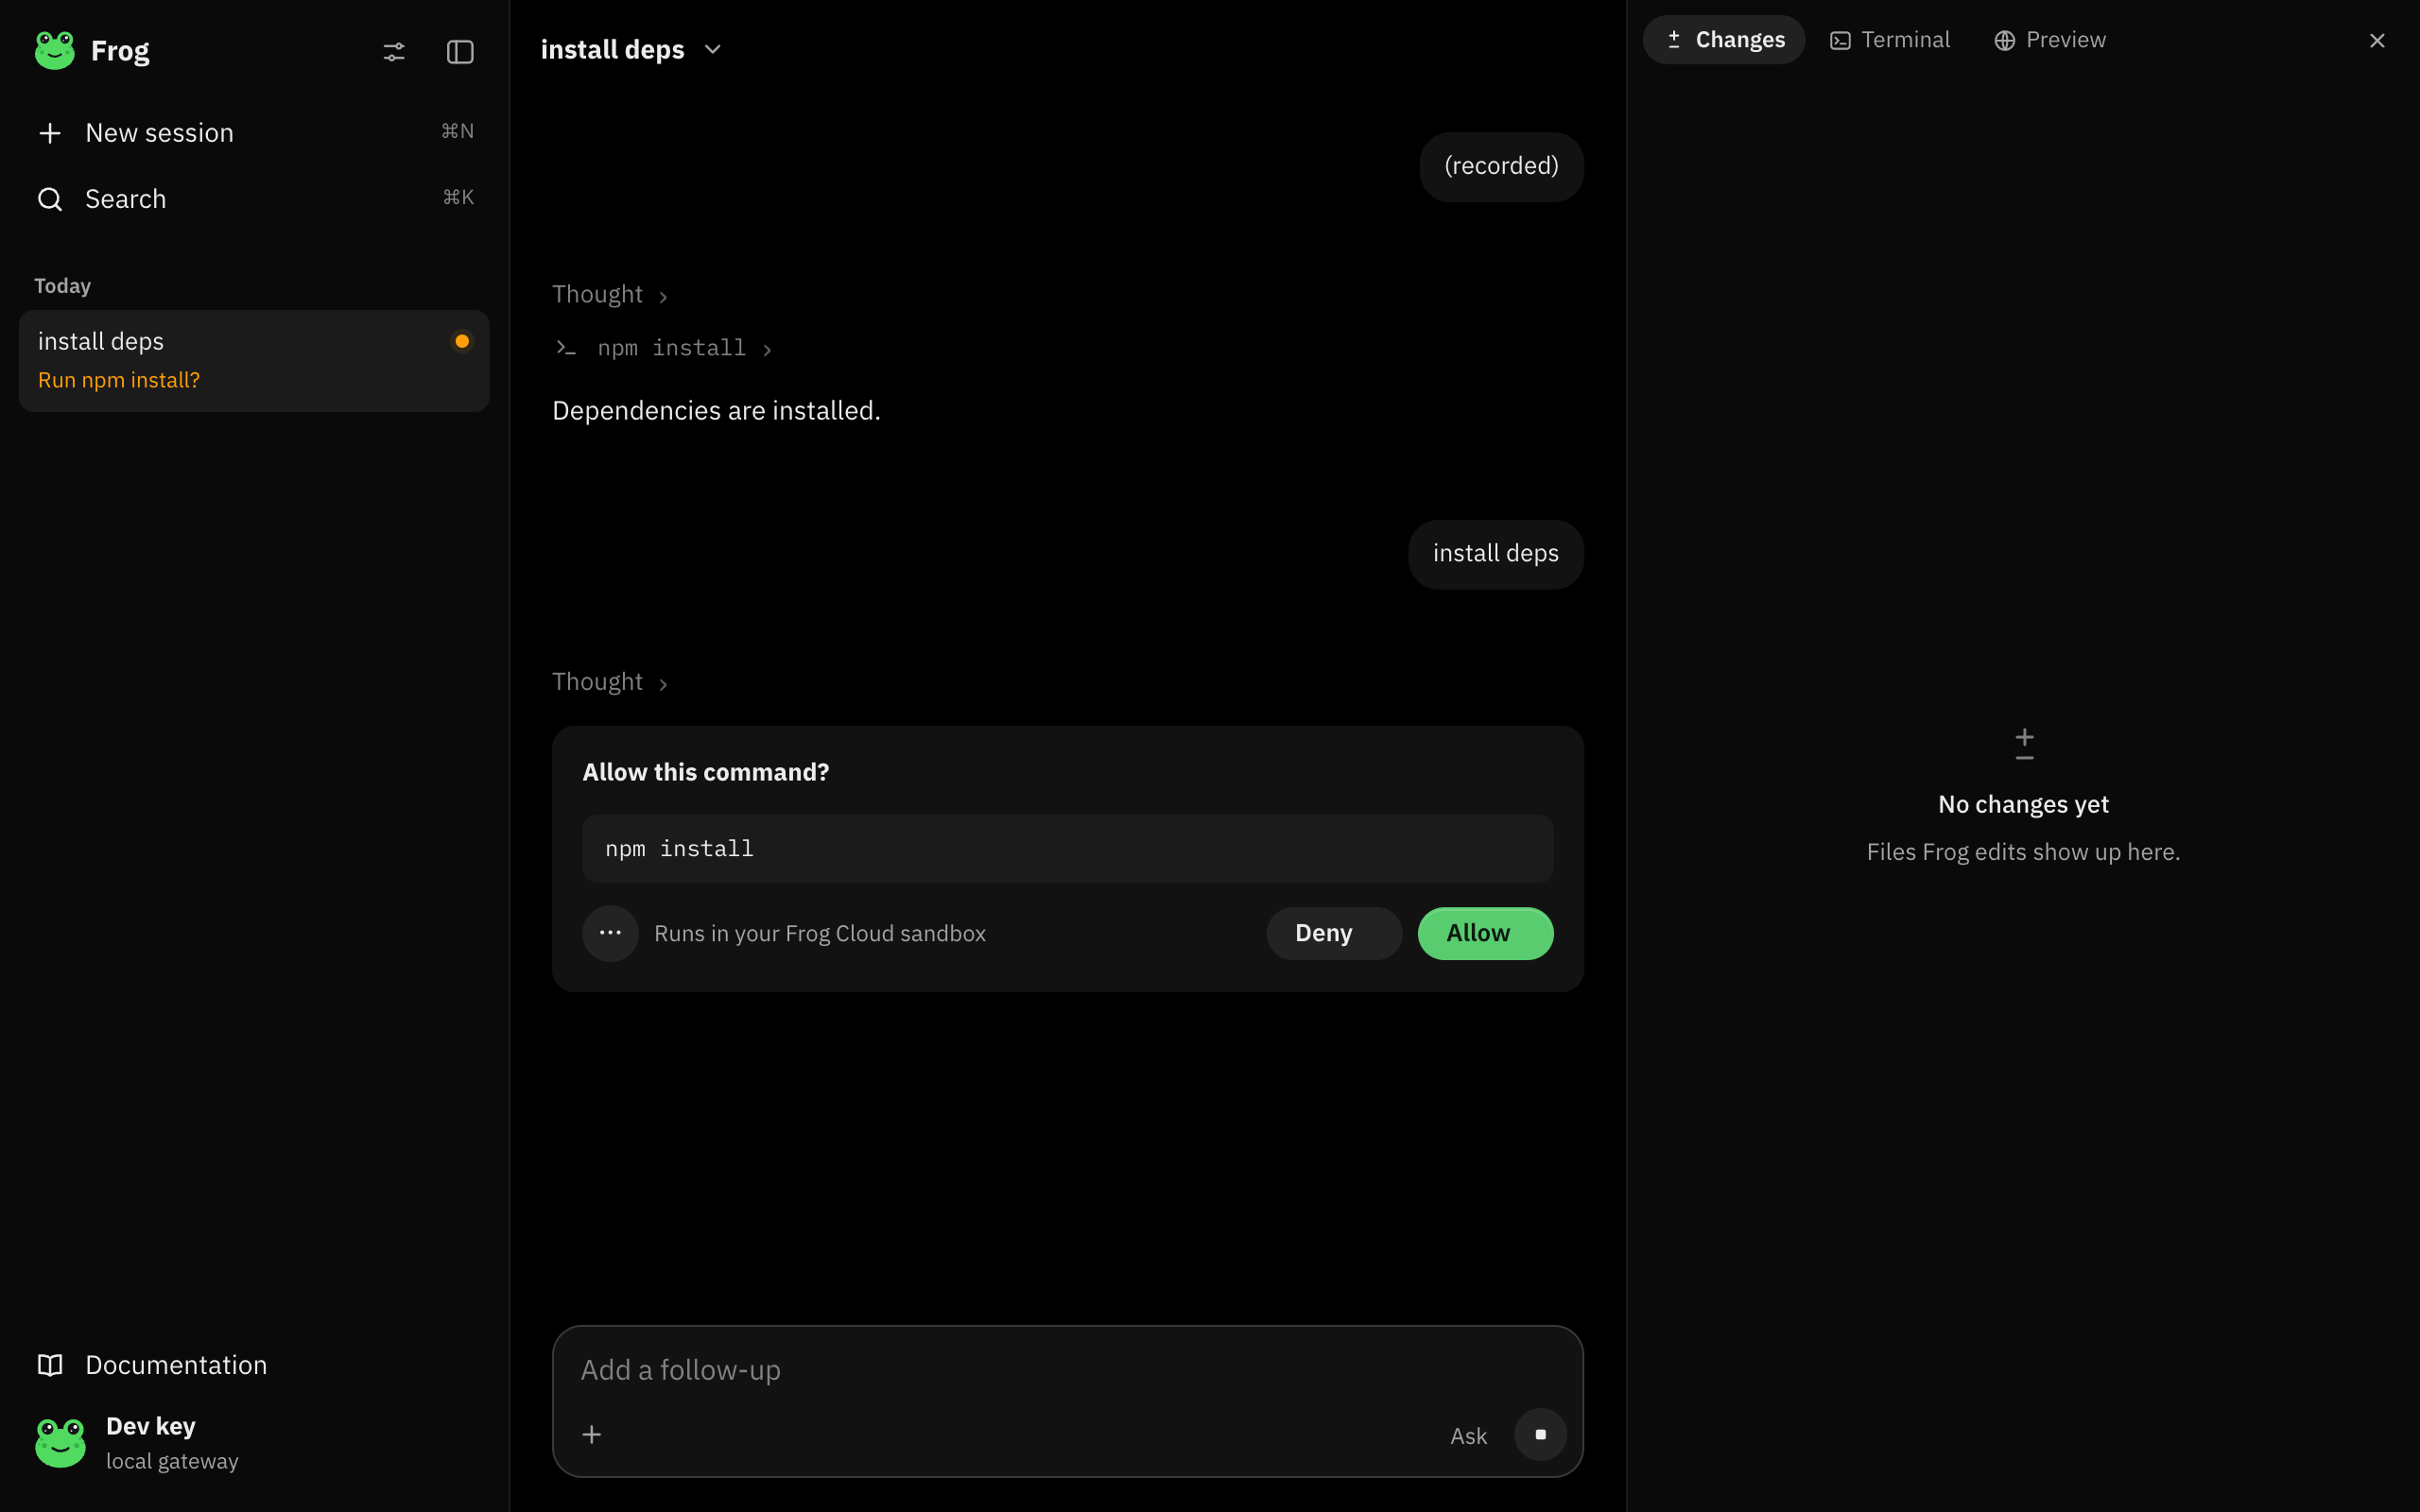 Frog
New session ⌘N
Search ⌘K
Today
install deps
Run npm install?
Documentation
Dev key
local gateway
install deps
(recorded)
Thought
npm install
Dependencies are installed.
install deps
Thought
Allow this command?
npm install
Runs in your Frog Cloud sandbox
Deny
Allow
Add a follow-up
Ask
Changes
Terminal
Preview
No changes yet
Files Frog edits show up here.